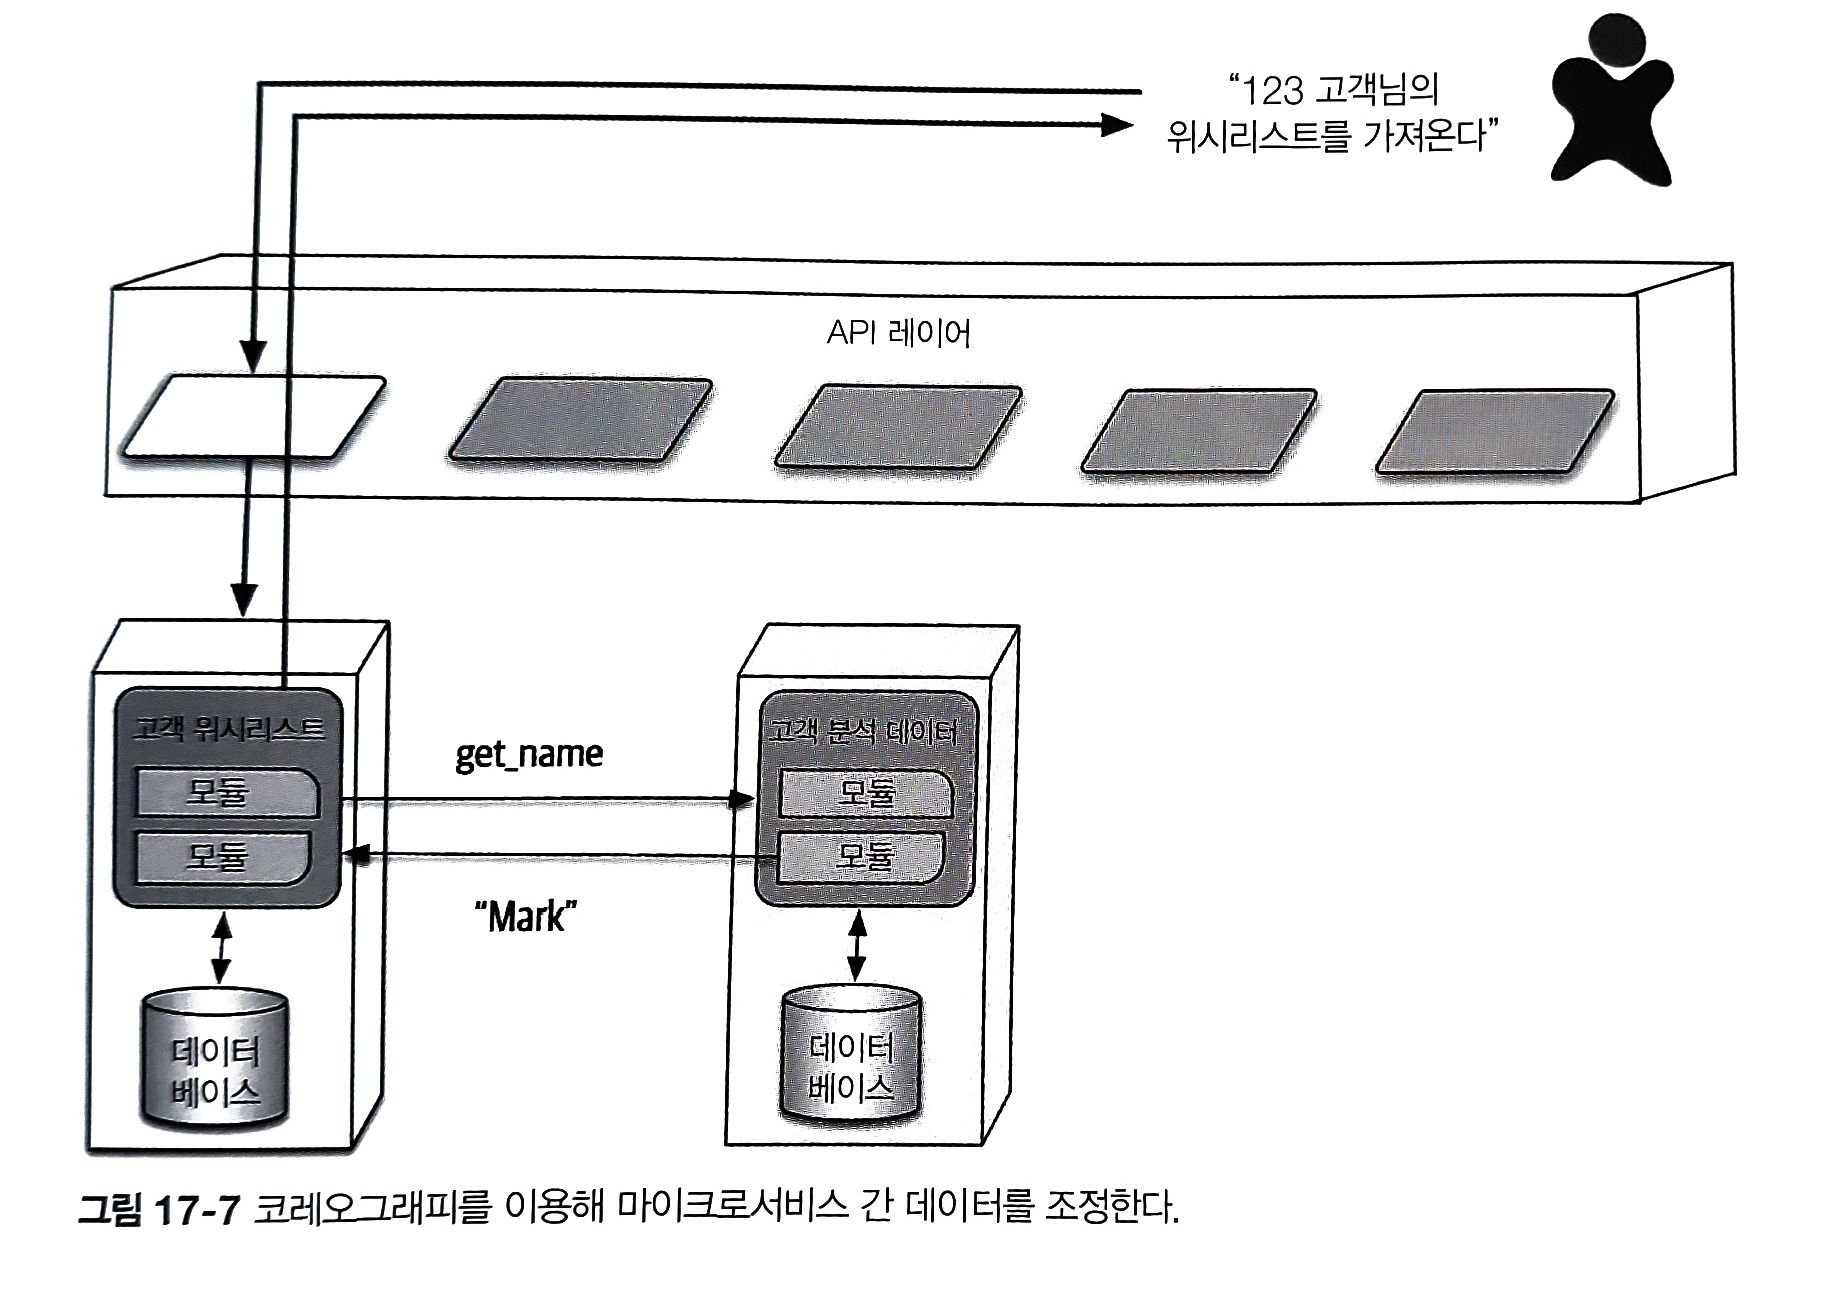 “123 고객님의
위시리스트를 가져온다”
API 레이어
고객 위시리스트
모듈
모듈
get_name
“Mark”
고객 분석 데이터
모듈
모듈
데이터
베이스
데이터
베이스
그림 17-7 코레오그래피를 이용해 마이크로서비스 간 데이터를 조정한다.